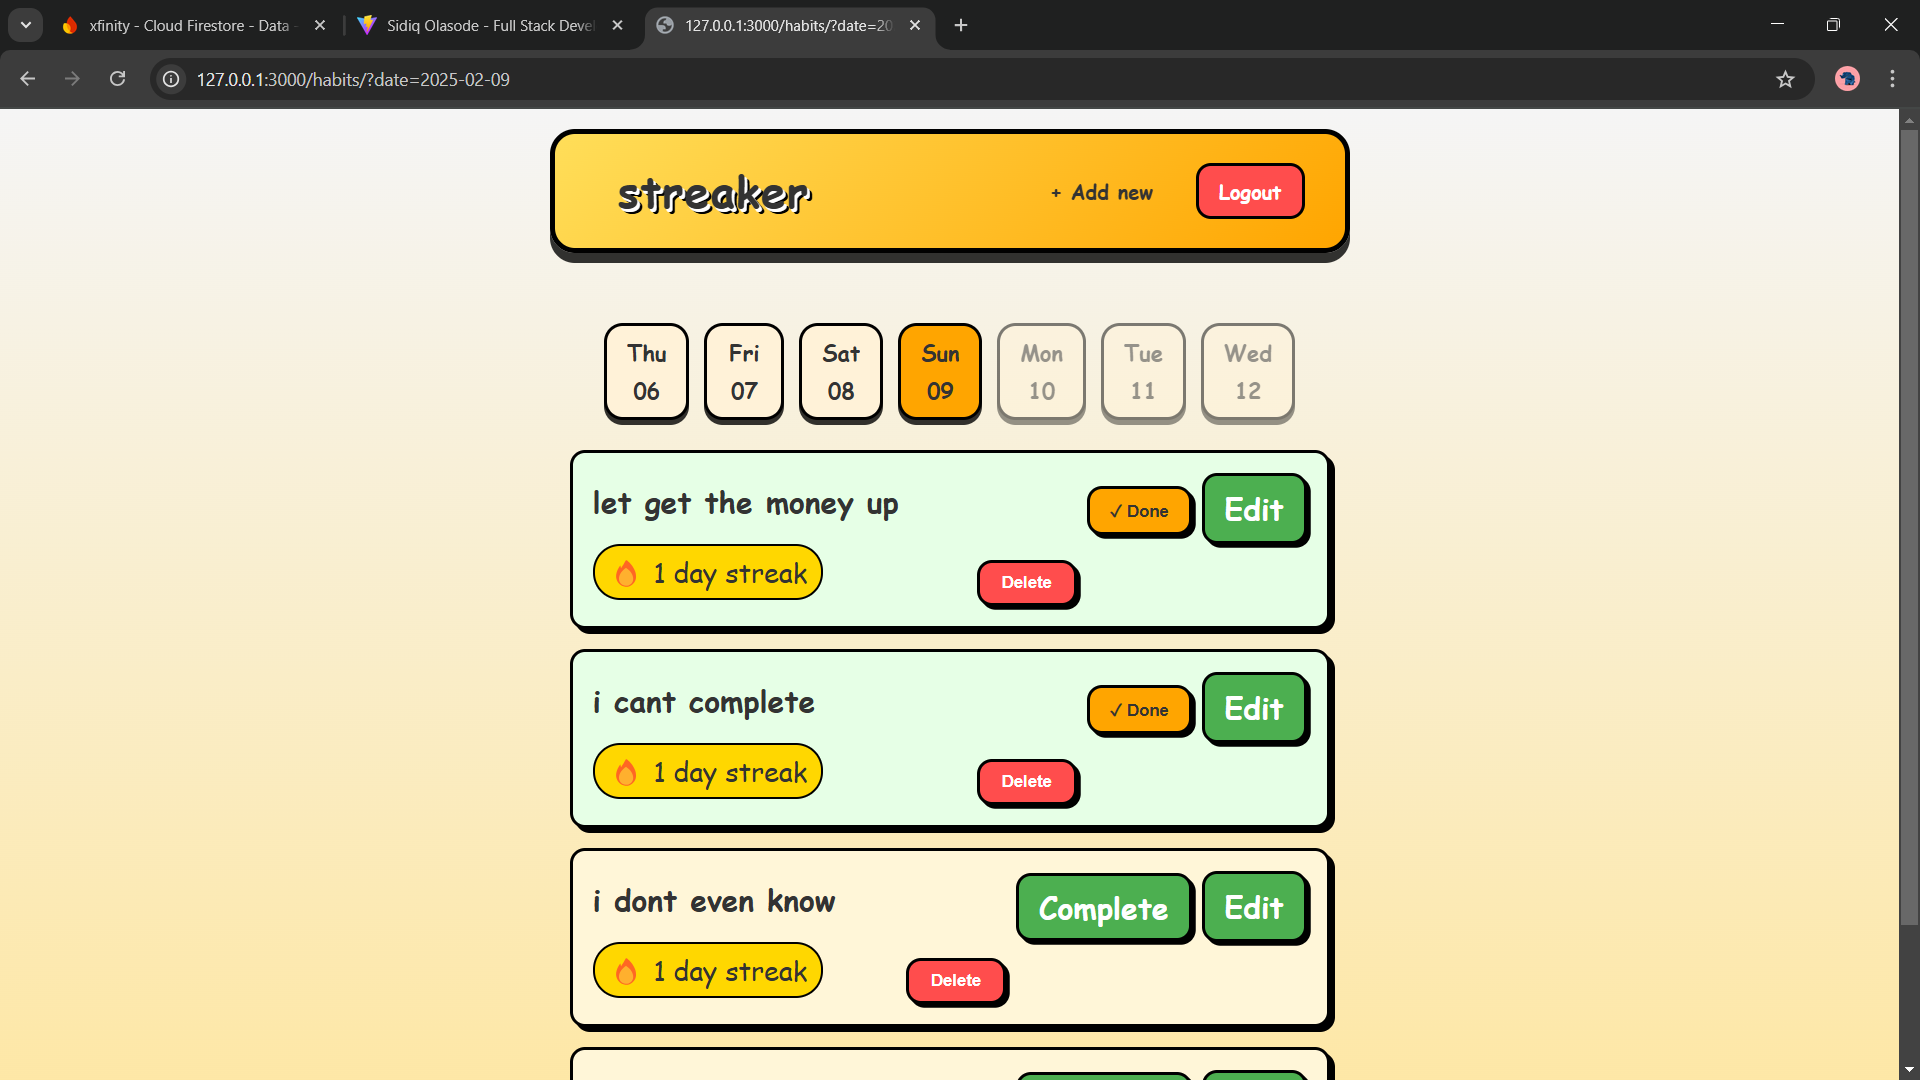 xfinity - Cloud Firestore - Data -
Sidiq Olasode - Full Stack Deve
127.0.0.1:3000/habits/?date=20
127.0.0.1:3000/habits/?date=2025-02-09
streaker
+ Add new
Logout
Thu
06
Fri
07
Sat
08
Sun
09
Mon
10
Tue
11
Wed
12
let get the money up
✓ Done
Edit
🔥 1 day streak
Delete
i cant complete
✓ Done
Edit
🔥 1 day streak
Delete
i dont even know
Complete
Edit
🔥 1 day streak
Delete